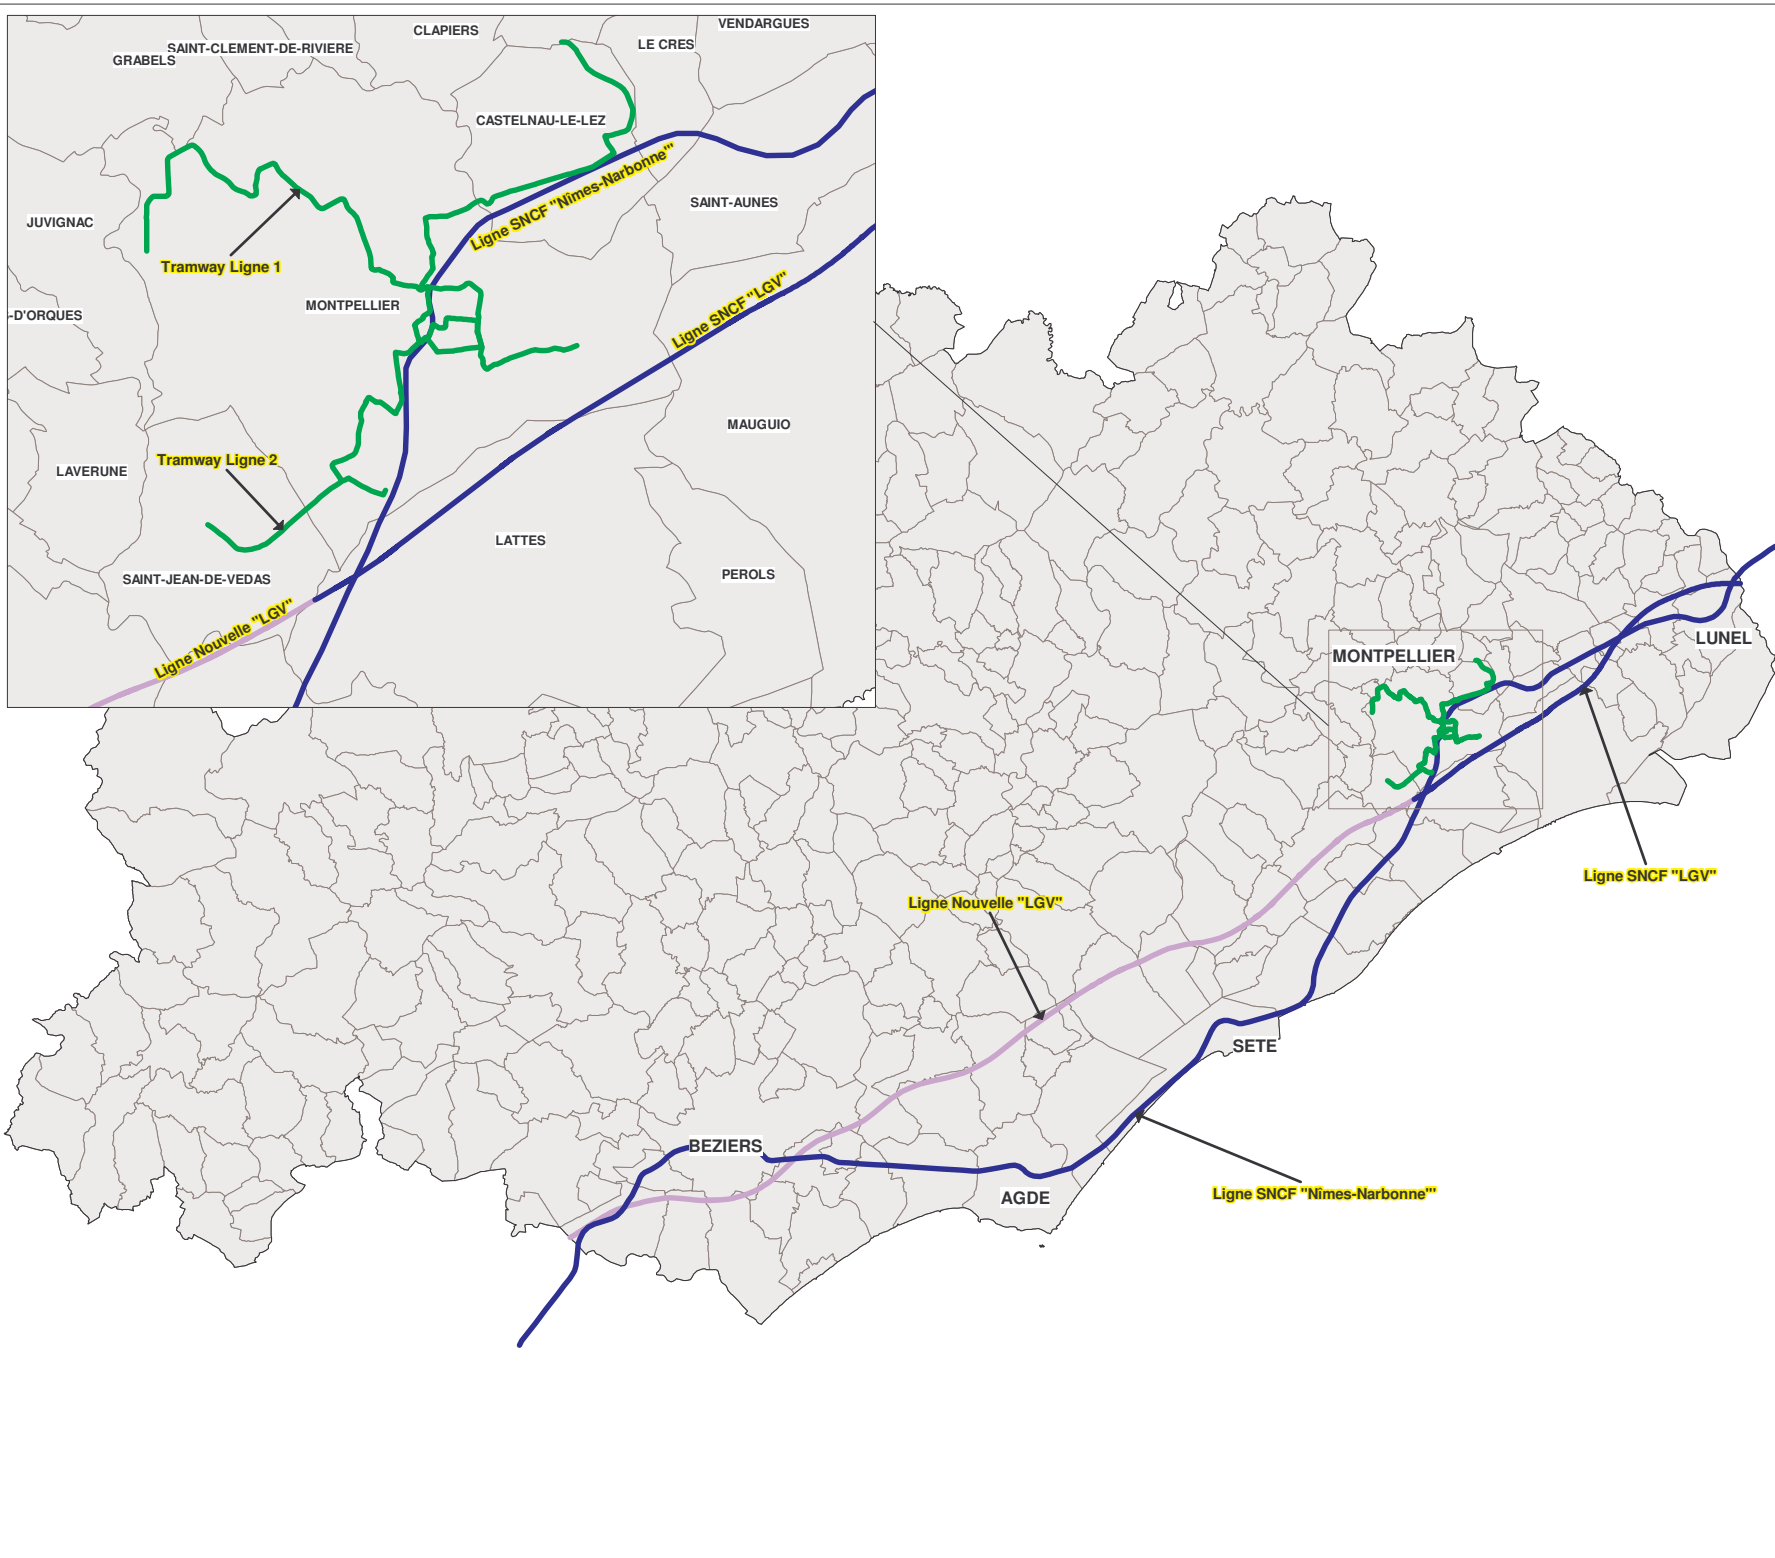 VENDARGUES
CLAPIERS
LE CRES
SAINT-CLEMENT-DE-RIVIERE
GRABELS
CASTELNAU-LE-LEZ
Ligne SNCF "Nîmes-Narbonne"'
SAINT-AUNES
JUVIGNAC
Tramway Ligne 1
MONTPELLIER
-D'ORQUES
Ligne SNCF "LGV"
MAUGUIO
Tramway Ligne 2
LAVERUNE
LATTES
PEROLS
SAINT-JEAN-DE-VEDAS
Ligne Nouvelle "LGV"
LUNEL
MONTPELLIER
Ligne SNCF "LGV"
Ligne Nouvelle "LGV"
SETE
BEZIERS
AGDE
Ligne SNCF "Nîmes-Narbonne"'